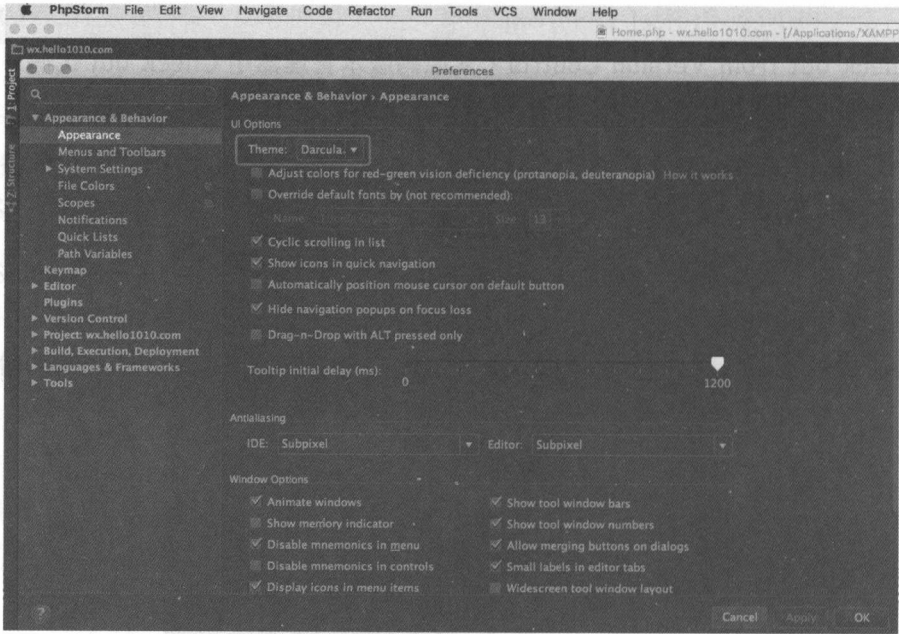 PhpStorm File Edit View Navigate Code Refactor Run Tools VCS Window Help
Home.php - wx.hello1010.com - [/Applications/XAMPP
wx.hello1010.com
Preferences
1: Project
Appearance & Behavior › Appearance
Appearance & Behavior
UI Options
Appearance
Theme: Darcula
Menus and Toolbars
System Settings
Adjust colors for red-green vision deficiency (protanopia, deuteranopia) How it works
File Colors
Override default fonts by (not recommended):
Scopes
Name: Size: 13
Notifications
Quick Lists
Cyclic scrolling in list
Path Variables
Show icons in quick navigation
Keymap
Editor
Automatically position mouse cursor on default button
Plugins
Hide navigation popups on focus loss
Version Control
Project: wx.hello1010.com
Drag-n-Drop with ALT pressed only
Build, Execution, Deployment
Languages & Frameworks
Tooltip initial delay (ms):
Tools
0 1200
Z: Structure
Antialiasing
IDE: Subpixel Editor: Subpixel
Window Options
Animate windows Show tool window bars
Show memory indicator Show tool window numbers
Disable mnemonics in menu Allow merging buttons on dialogs
Disable mnemonics in controls Small labels in editor tabs
Display icons in menu items Widescreen tool window layout
? Cancel Apply OK